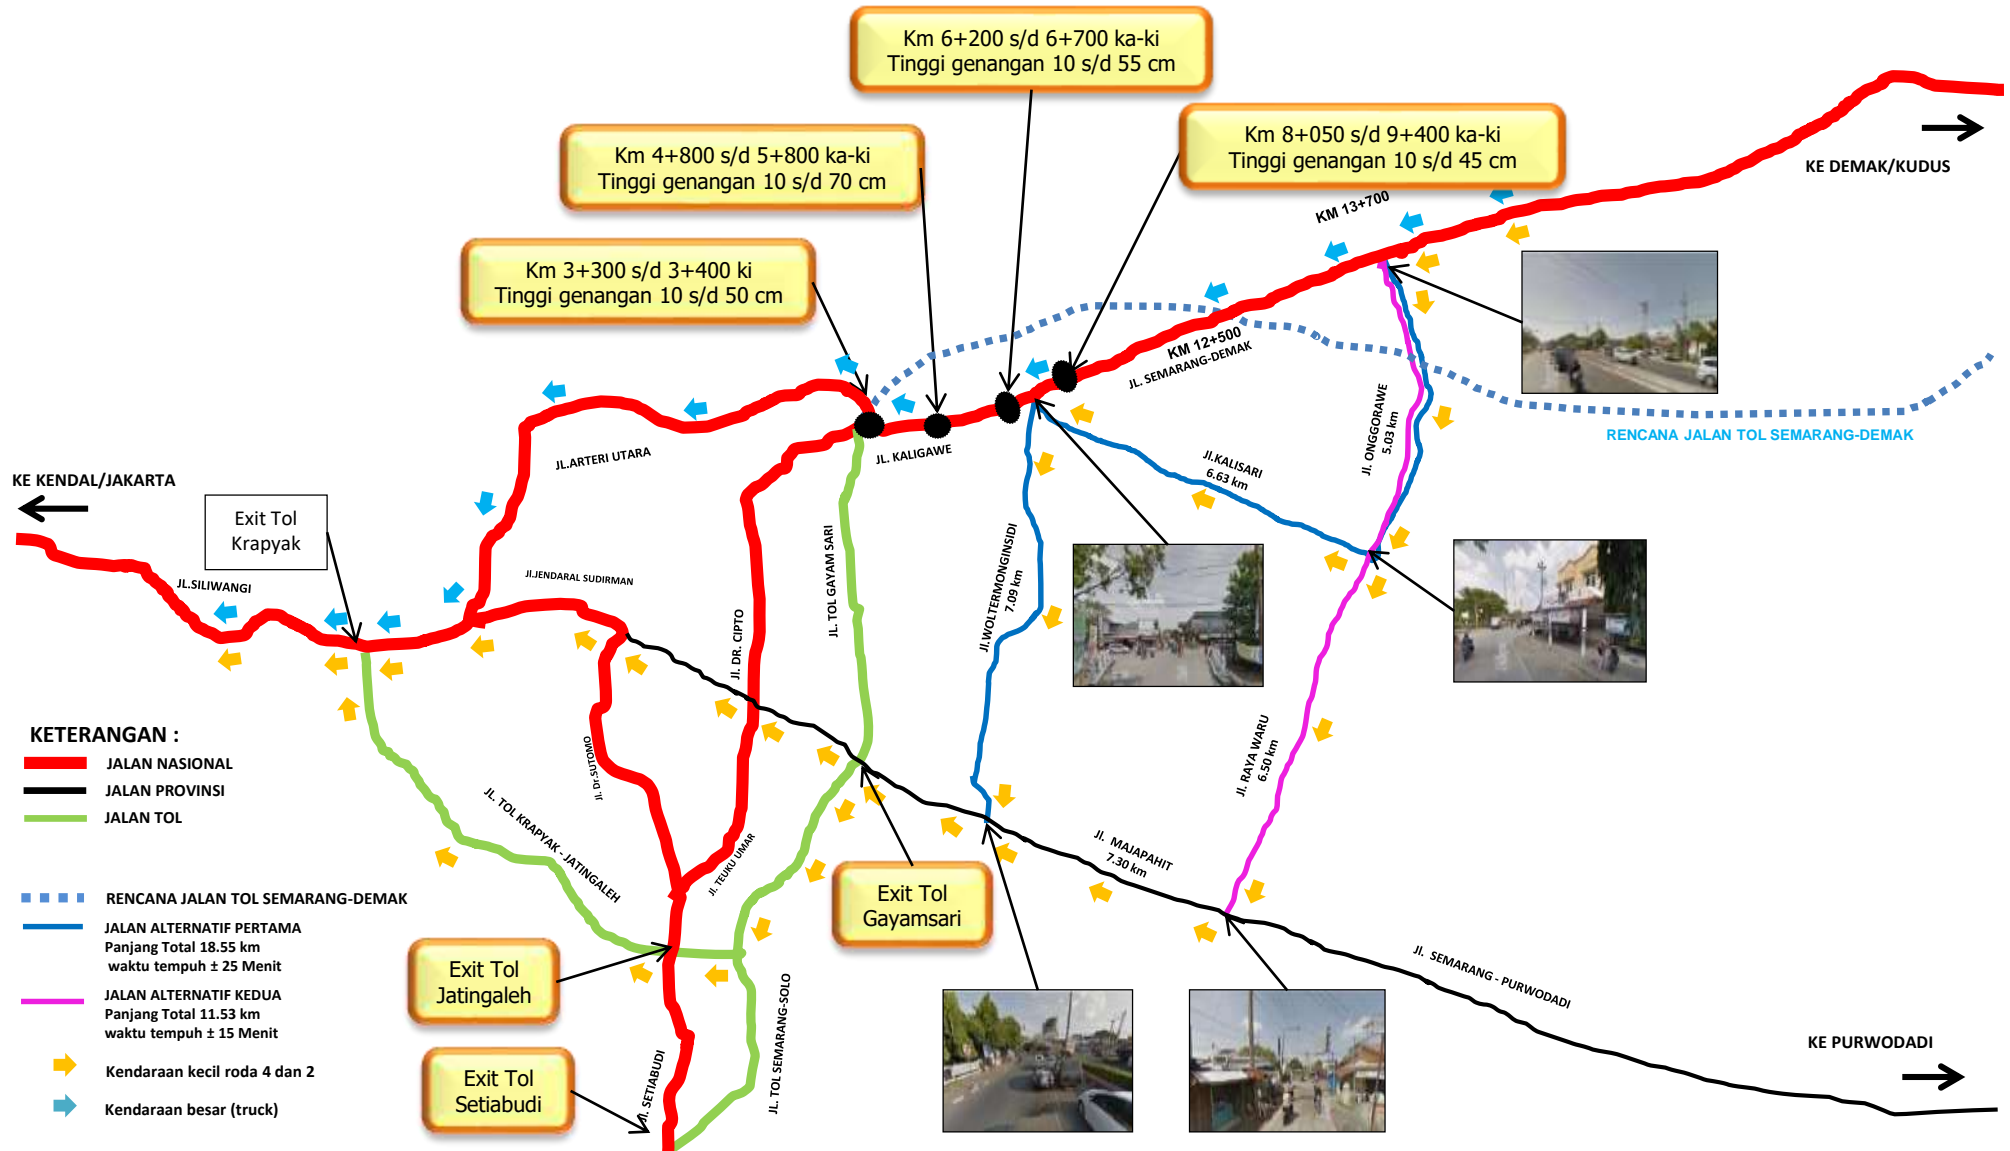 Km 6+200 s/d 6+700 ka-ki
Tinggi genangan 10 s/d 55 cm
Km 4+800 s/d 5+800 ka-ki
Tinggi genangan 10 s/d 70 cm
Km 8+050 s/d 9+400 ka-ki
Tinggi genangan 10 s/d 45 cm
KE DEMAK/KUDUS
KM 13+700
Km 3+300 s/d 3+400 ki
Tinggi genangan 10 s/d 50 cm
KM 12+500
JL. SEMARANG-DEMAK
RENCANA JALAN TOL SEMARANG-DEMAK
JL.ARTERI UTARA
JL. KALIGAWE
Jl.KALISARI
6.63 km
Jl. ONGGORAWE
5.03 km
KE KENDAL/JAKARTA
Exit Tol
Krapyak
JL.SILIWANGI
Jl.JENDARAL SUDIRMAN
Jl. DR. CIPTO
JL. TOL GAYAM SARI
Jl.WOLTERMONGINSIDI
7.09 km
Jl. RAYA WARU
6.50 km
JL. Dr.SUTOMO
JL. TOL KRAPYAK - JATINGALEH
Jl. TEUKU UMAR
Jl. MAJAPAHIT
7.30 km
Exit Tol
Gayamsari
Exit Tol
Jatingaleh
Exit Tol
Setiabudi
Jl. SETIABUDI
JL. TOL SEMARANG-SOLO
Jl. SEMARANG - PURWODADI
KE PURWODADI
KETERANGAN :
JALAN NASIONAL
JALAN PROVINSI
JALAN TOL
RENCANA JALAN TOL SEMARANG-DEMAK
JALAN ALTERNATIF PERTAMA
Panjang Total 18.55 km
waktu tempuh ± 25 Menit
JALAN ALTERNATIF KEDUA
Panjang Total 11.53 km
waktu tempuh ± 15 Menit
Kendaraan kecil roda 4 dan 2
Kendaraan besar (truck)